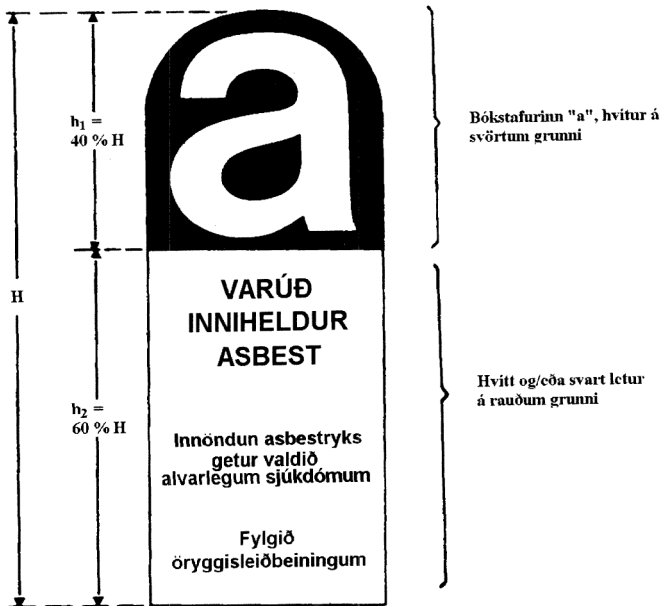 h1 =
40 % H
H
h2 =
60 % H
a
VARÚÐ
INNIHELDUR
ASBEST
Innöndun asbestryks
getur valdið
alvarlegum sjúkdómum
Fylgið
öryggisleiðbeiningum
Bókstafurinn "a", hvítur á
svörtum grunni
Hvítt og/eða svart letur
á rauðum grunni